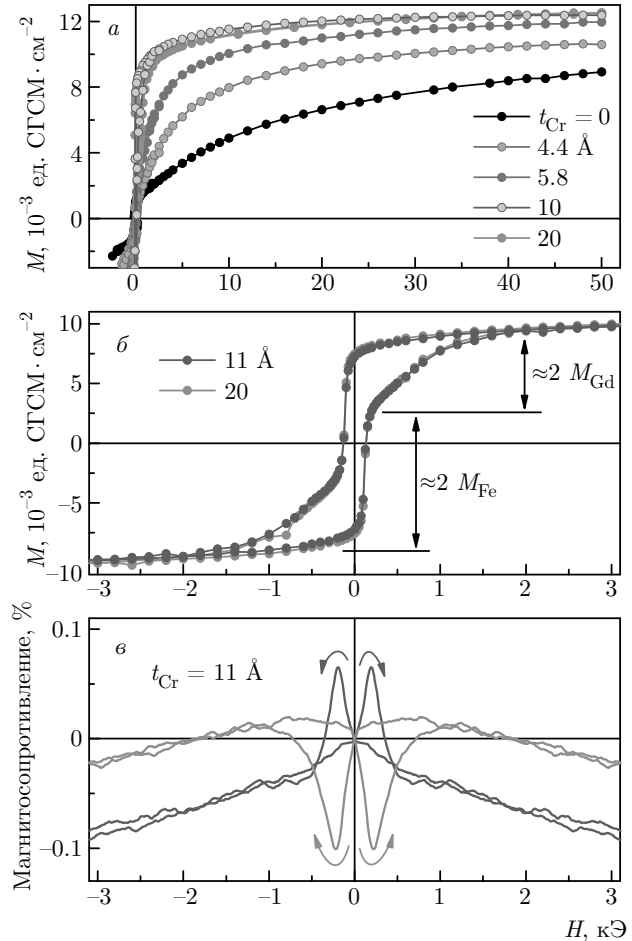 а
M, 10⁻³ ед. СГСМ · см⁻²
12
8
4
0
t_Cr = 0
4.4 Å
5.8
10
20
0 10 20 30 40 50
б
M, 10⁻³ ед. СГСМ · см⁻²
10
5
0
−5
−10
11 Å
20
≈2 M_Gd
≈2 M_Fe
−3 −2 −1 0 1 2 3
в
Магнитосопротивление, %
0.1
0
−0.1
t_Cr = 11 Å
−3 −2 −1 0 1 2 3
H, кЭ